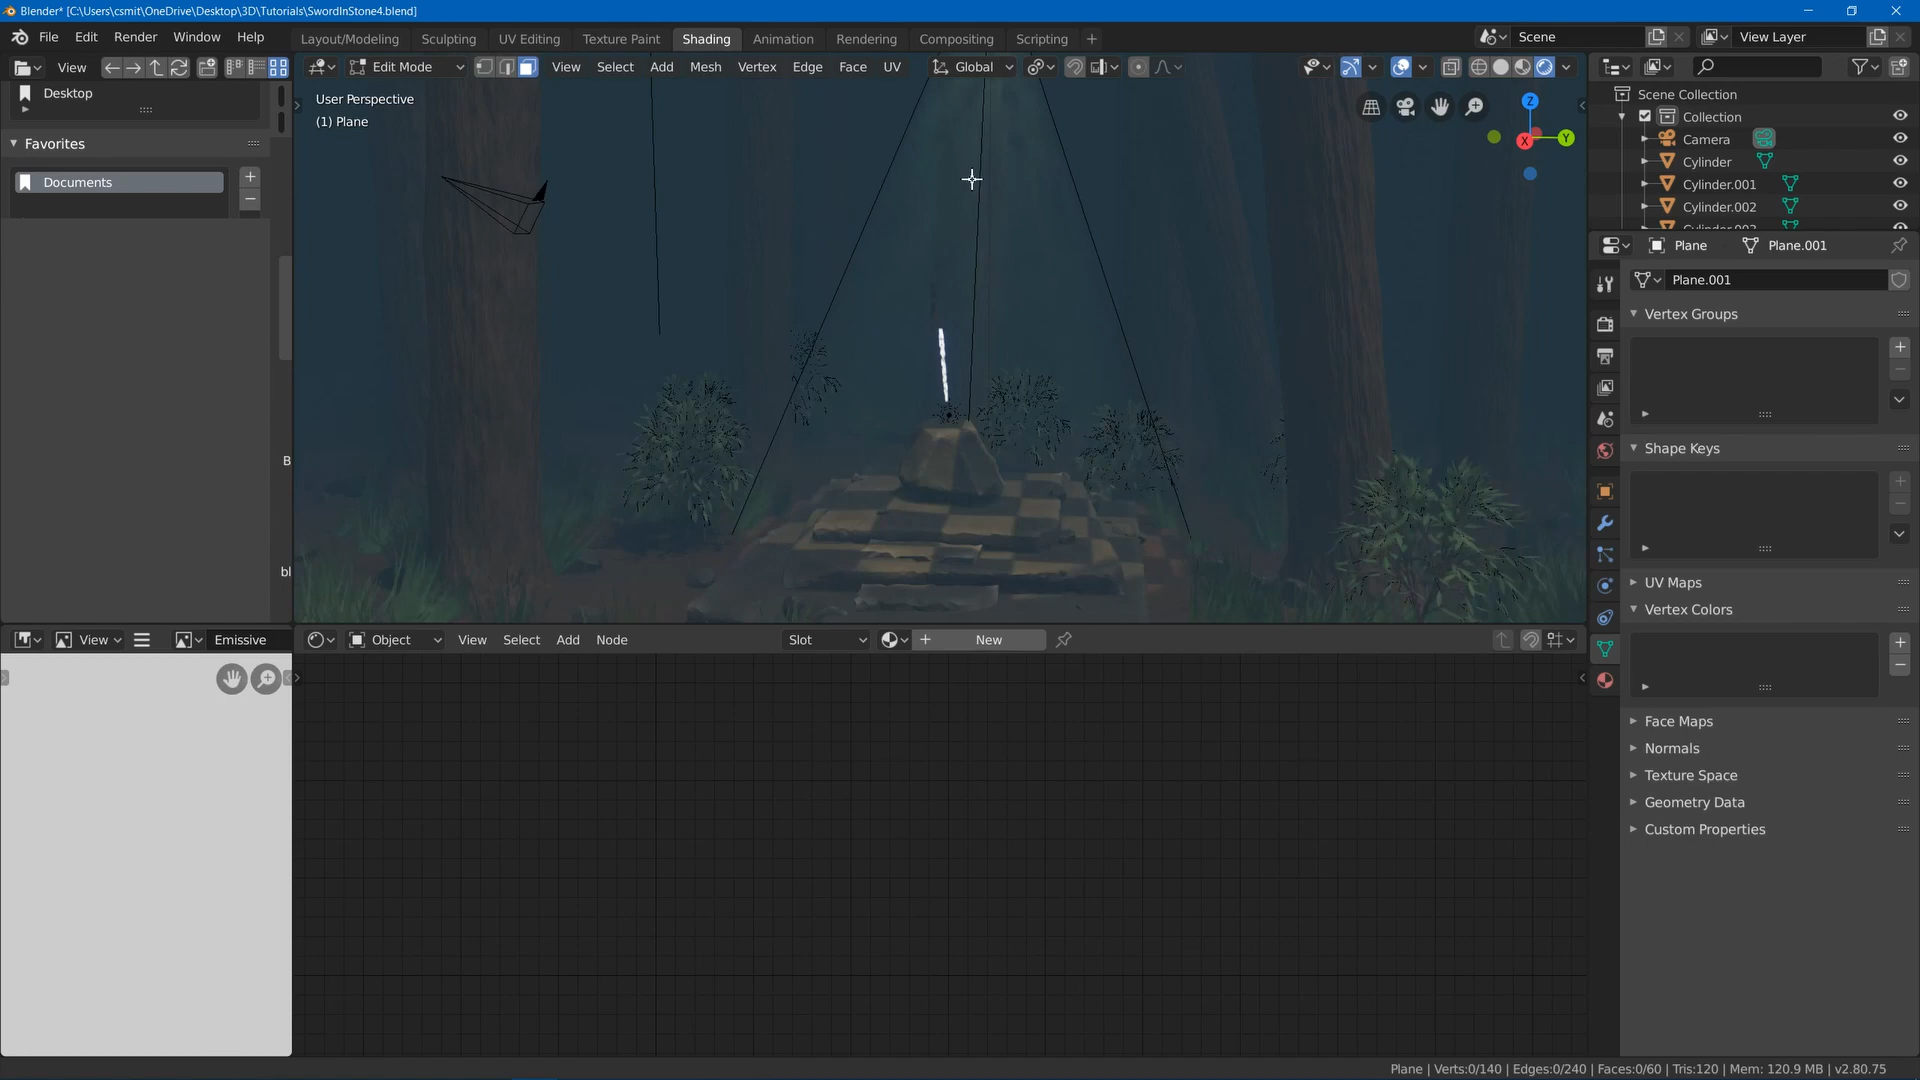 Blender* [C:\Users\csmit\OneDrive\Desktop\3D\Tutorials\SwordInStone4.blend]
File Edit Render Window Help Layout/Modeling Sculpting UV Editing Texture Paint Shading Animation Rendering Compositing Scripting + Scene View Layer
View Edit Mode View Select Add Mesh Vertex Edge Face UV Global
Desktop
Favorites
Documents
B
bl
User Perspective
(1) Plane
Z
X
Y
Scene Collection
Collection
Camera
Cylinder
Cylinder.001
Cylinder.002
Plane Plane.001
Plane.001
Vertex Groups
Shape Keys
UV Maps
Vertex Colors
Face Maps
Normals
Texture Space
Geometry Data
Custom Properties
View Emissive Object View Select Add Node Slot New
Plane | Verts:0/140 | Edges:0/240 | Faces:0/60 | Tris:120 | Mem: 120.9 MB | v2.80.75